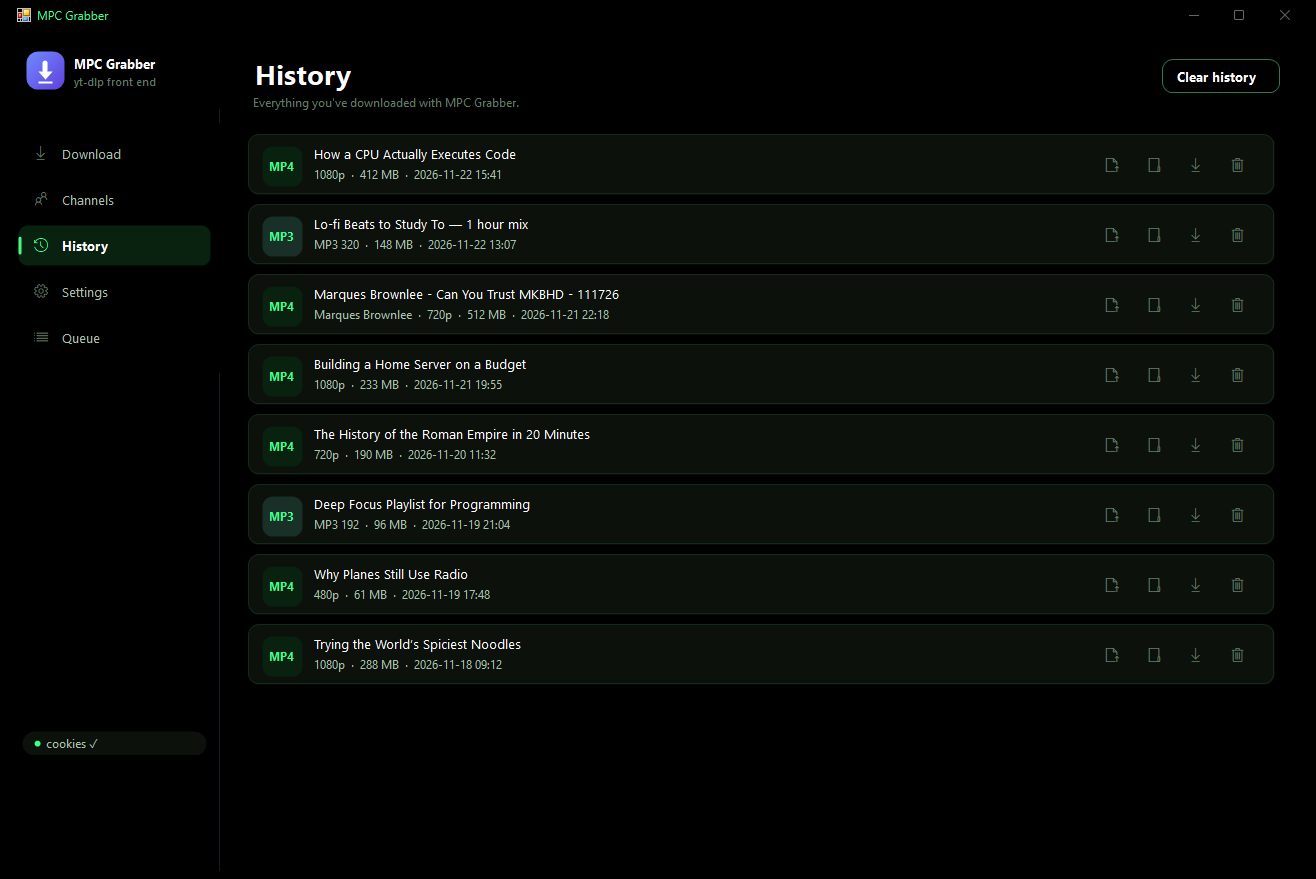 MPC Grabber
MPC Grabber
yt-dlp front end
Download
Channels
History
Settings
Queue
cookies ✓
History
Everything you've downloaded with MPC Grabber.
Clear history
MP4
How a CPU Actually Executes Code
1080p · 412 MB · 2026-11-22 15:41
MP3
Lo-fi Beats to Study To — 1 hour mix
MP3 320 · 148 MB · 2026-11-22 13:07
MP4
Marques Brownlee - Can You Trust MKBHD - 111726
Marques Brownlee · 720p · 512 MB · 2026-11-21 22:18
MP4
Building a Home Server on a Budget
1080p · 233 MB · 2026-11-21 19:55
MP4
The History of the Roman Empire in 20 Minutes
720p · 190 MB · 2026-11-20 11:32
MP3
Deep Focus Playlist for Programming
MP3 192 · 96 MB · 2026-11-19 21:04
MP4
Why Planes Still Use Radio
480p · 61 MB · 2026-11-19 17:48
MP4
Trying the World's Spiciest Noodles
1080p · 288 MB · 2026-11-18 09:12